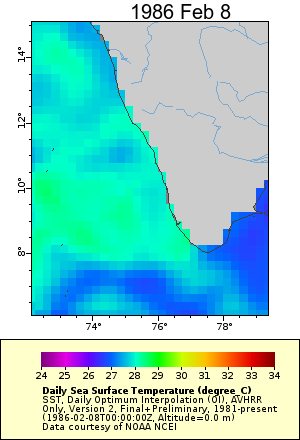 1986 Feb 8
14°
12°
10°
8°
74° 76° 78°
24 25 26 27 28 29 30 31 32 33 34
Daily Sea Surface Temperature (degree_C)
SST, Daily Optimum Interpolation (OI), AVHRR
Only, Version 2, Final+Preliminary, 1981-present
(1986-02-08T00:00:00Z, Altitude=0.0 m)
Data courtesy of NOAA NCEI